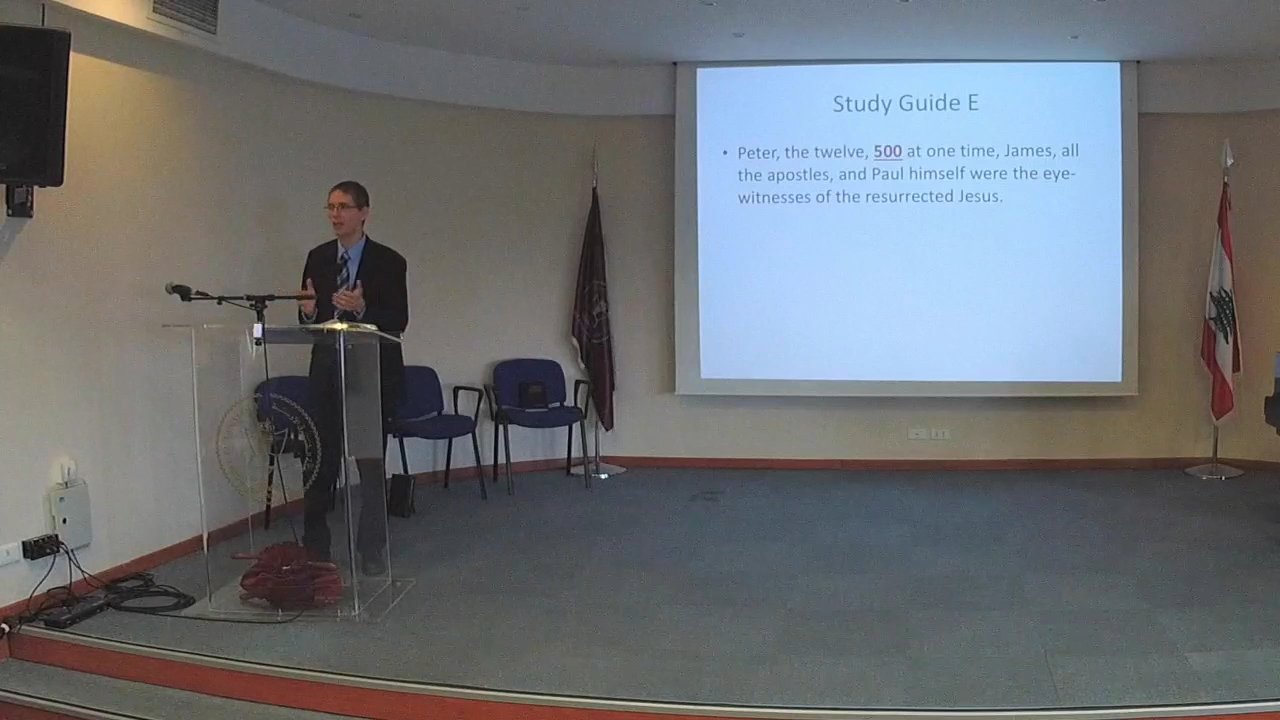 Study Guide E
• Peter, the twelve, 500 at one time, James, all
the apostles, and Paul himself were the eye-
witnesses of the resurrected Jesus.